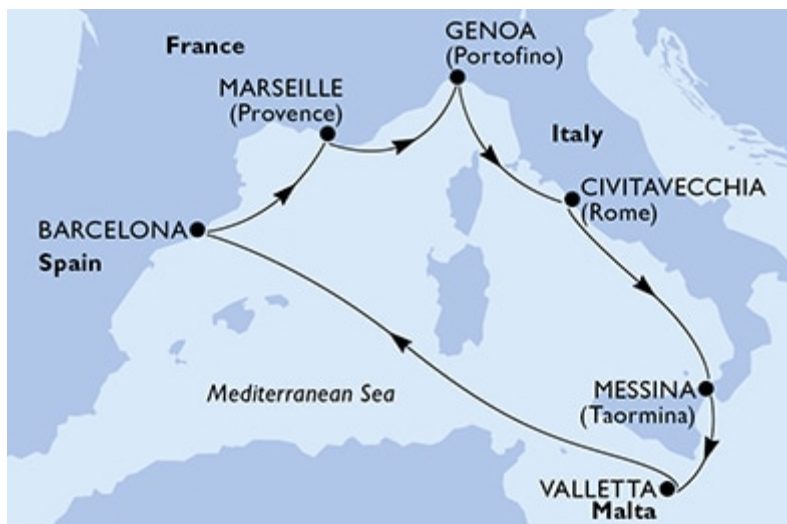 France
GENOA
(Portofino)
MARSEILLE
(Provence)
Italy
CIVITAVECCHIA
(Rome)
BARCELONA
Spain
Mediterranean Sea
MESSINA
(Taormina)
VALLETTA
Malta